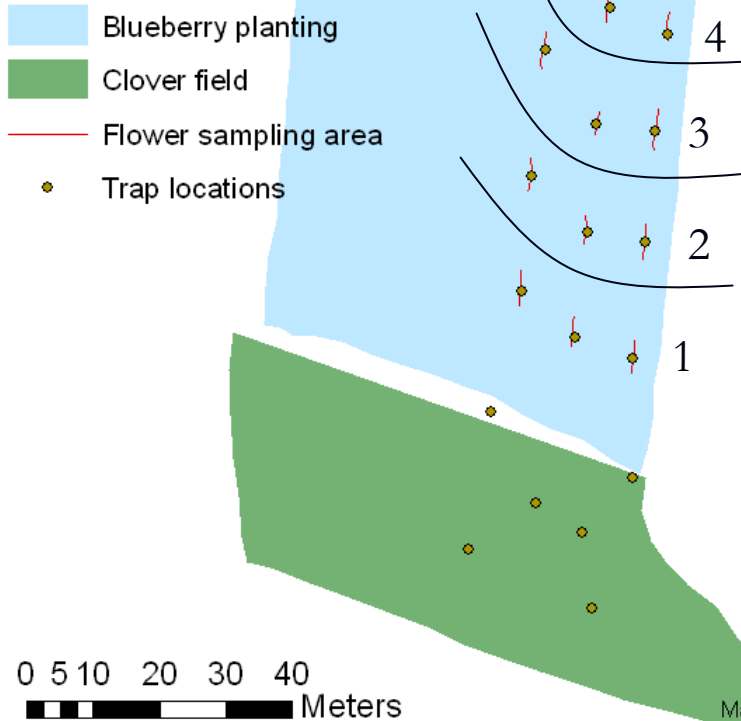 Blueberry planting
Clover field
Flower sampling area
Trap locations
4
3
2
1
0 5 10 20 30 40
Meters